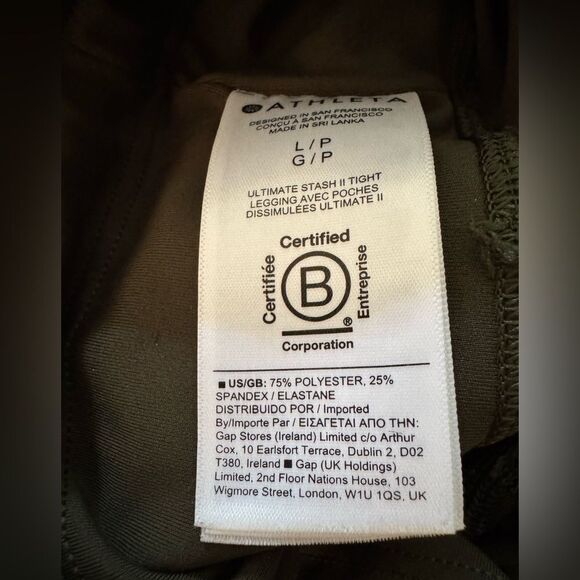 ATHLETA
DESIGNED IN SAN FRANCISCO
CONÇU À SAN FRANCISCO
MADE IN SRI LANKA
L / P
G / P
ULTIMATE STASH II TIGHT
LEGGING AVEC POCHES
DISSIMULÉES ULTIMATE II
Certified
Certifiée
B
Entreprise
®
Corporation
■ US/GB: 75% POLYESTER, 25%
SPANDEX / ELASTANE
DISTRIBUIDO POR / Imported
By/Importe Par / ΕΙΣΑΓΕΤΑΙ ΑΠΟ ΤΗΝ:
Gap Stores (Ireland) Limited c/o Arthur
Cox, 10 Earlsfort Terrace, Dublin 2, D02
T380, Ireland ■ Gap (UK Holdings)
Limited, 2nd Floor Nations House, 103
Wigmore Street, London, W1U 1QS, UK